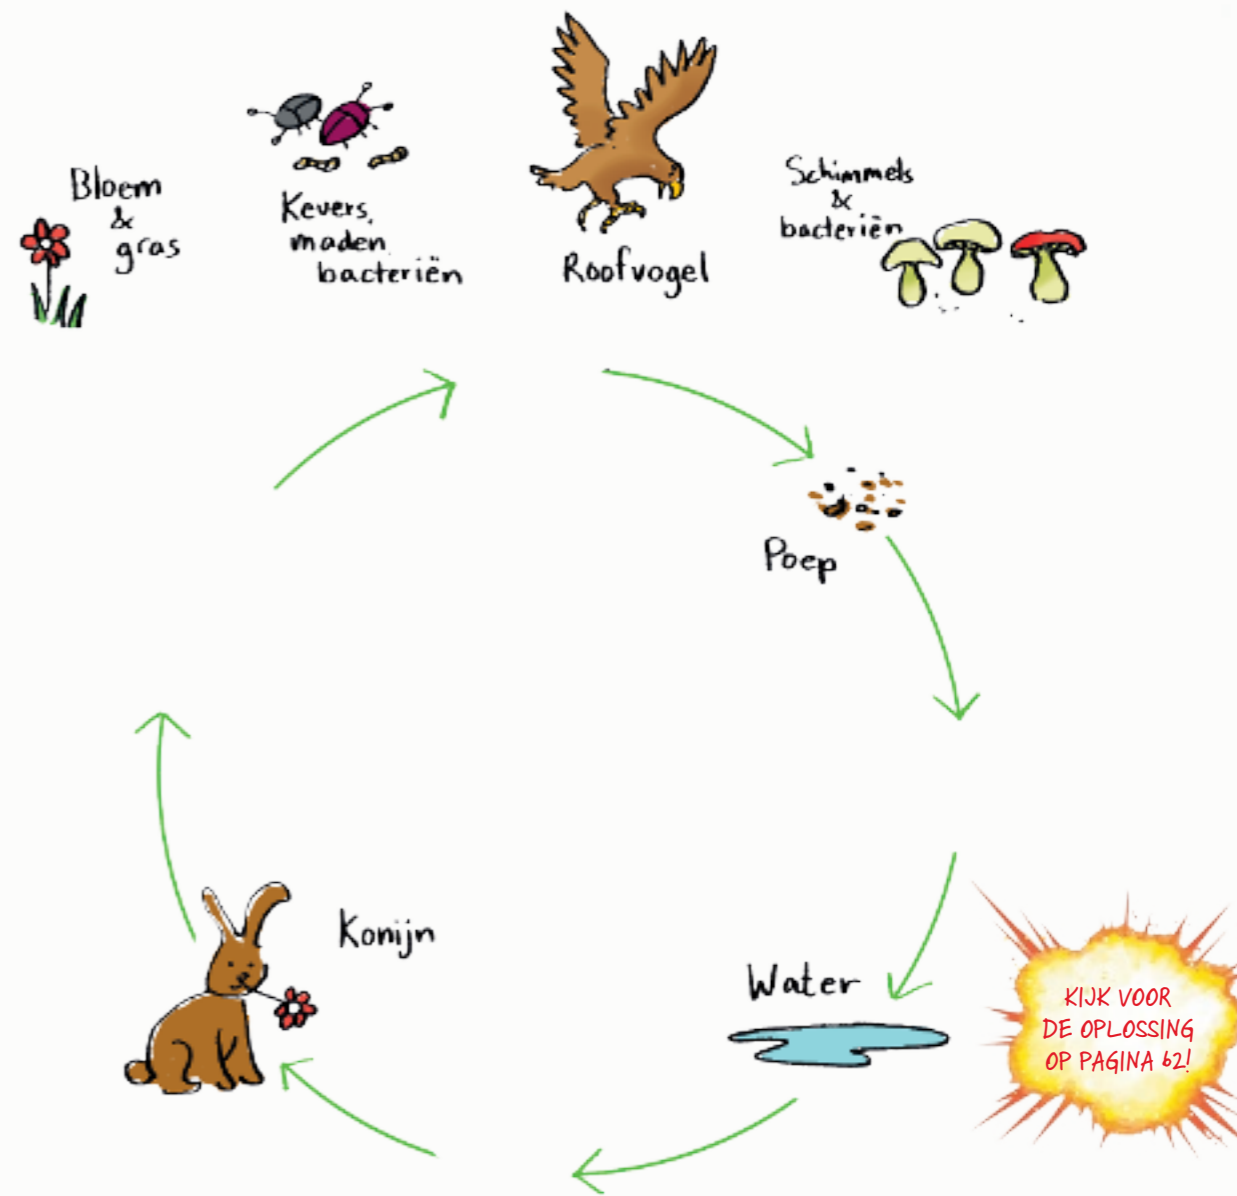 Bloem
&
gras
Kevers,
maden
bacteriën
Roofvogel
Schimmels
&
bacteriën
Poep
Konijn
Water
KIJK VOOR
DE OPLOSSING
OP PAGINA 62!